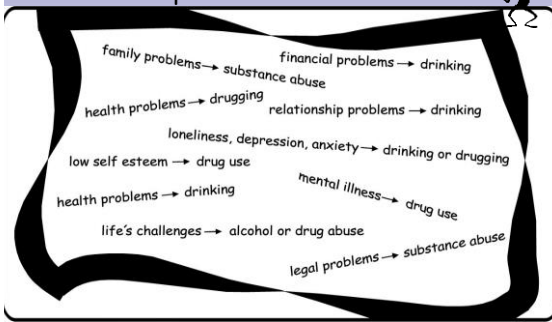 family problems → substance abuse
financial problems → drinking
health problems → drugging
relationship problems → drinking
loneliness, depression, anxiety → drinking or drugging
low self esteem → drug use
mental illness → drug use
health problems → drinking
life's challenges → alcohol or drug abuse
legal problems → substance abuse